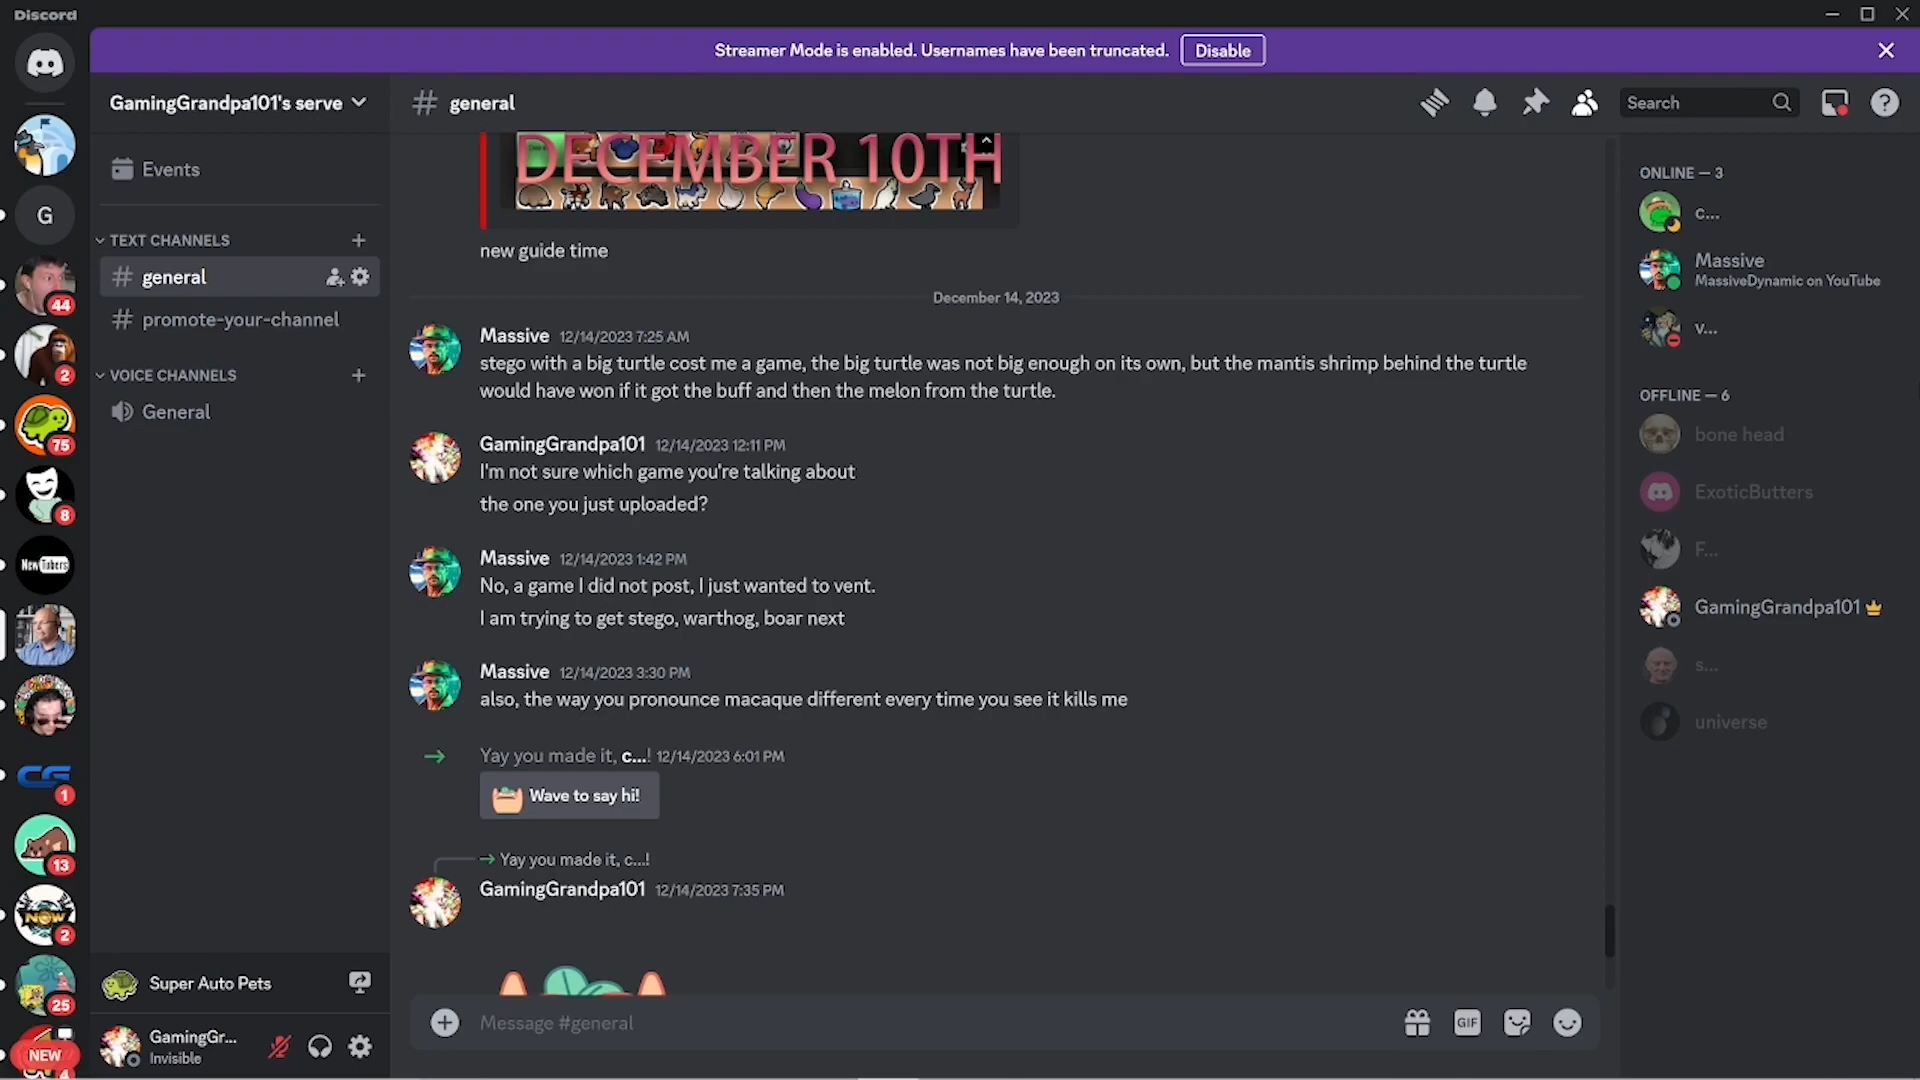 Discord
Streamer Mode is enabled. Usernames have been truncated.
Disable
GamingGrandpa101's serve
general
Search
Events
TEXT CHANNELS
general
promote-your-channel
VOICE CHANNELS
General
G
44
2
75
8
New Tubers
CG
1
13
NOW
2
25
NEW
4
DECEMBER 10TH
new guide time
December 14, 2023
Massive 12/14/2023 7:25 AM
stego with a big turtle cost me a game, the big turtle was not big enough on its own, but the mantis shrimp behind the turtle
would have won if it got the buff and then the melon from the turtle.
GamingGrandpa101 12/14/2023 12:11 PM
I'm not sure which game you're talking about
the one you just uploaded?
Massive 12/14/2023 1:42 PM
No, a game I did not post, I just wanted to vent.
I am trying to get stego, warthog, boar next
Massive 12/14/2023 3:30 PM
also, the way you pronounce macaque different every time you see it kills me
Yay you made it, c...! 12/14/2023 6:01 PM
Wave to say hi!
Yay you made it, c...!
GamingGrandpa101 12/14/2023 7:35 PM
Message #general
GIF
Super Auto Pets
GamingGr...
Invisible
ONLINE — 3
c...
Massive
MassiveDynamic on YouTube
v...
OFFLINE — 6
bone head
ExoticButters
F...
GamingGrandpa101
s...
universe